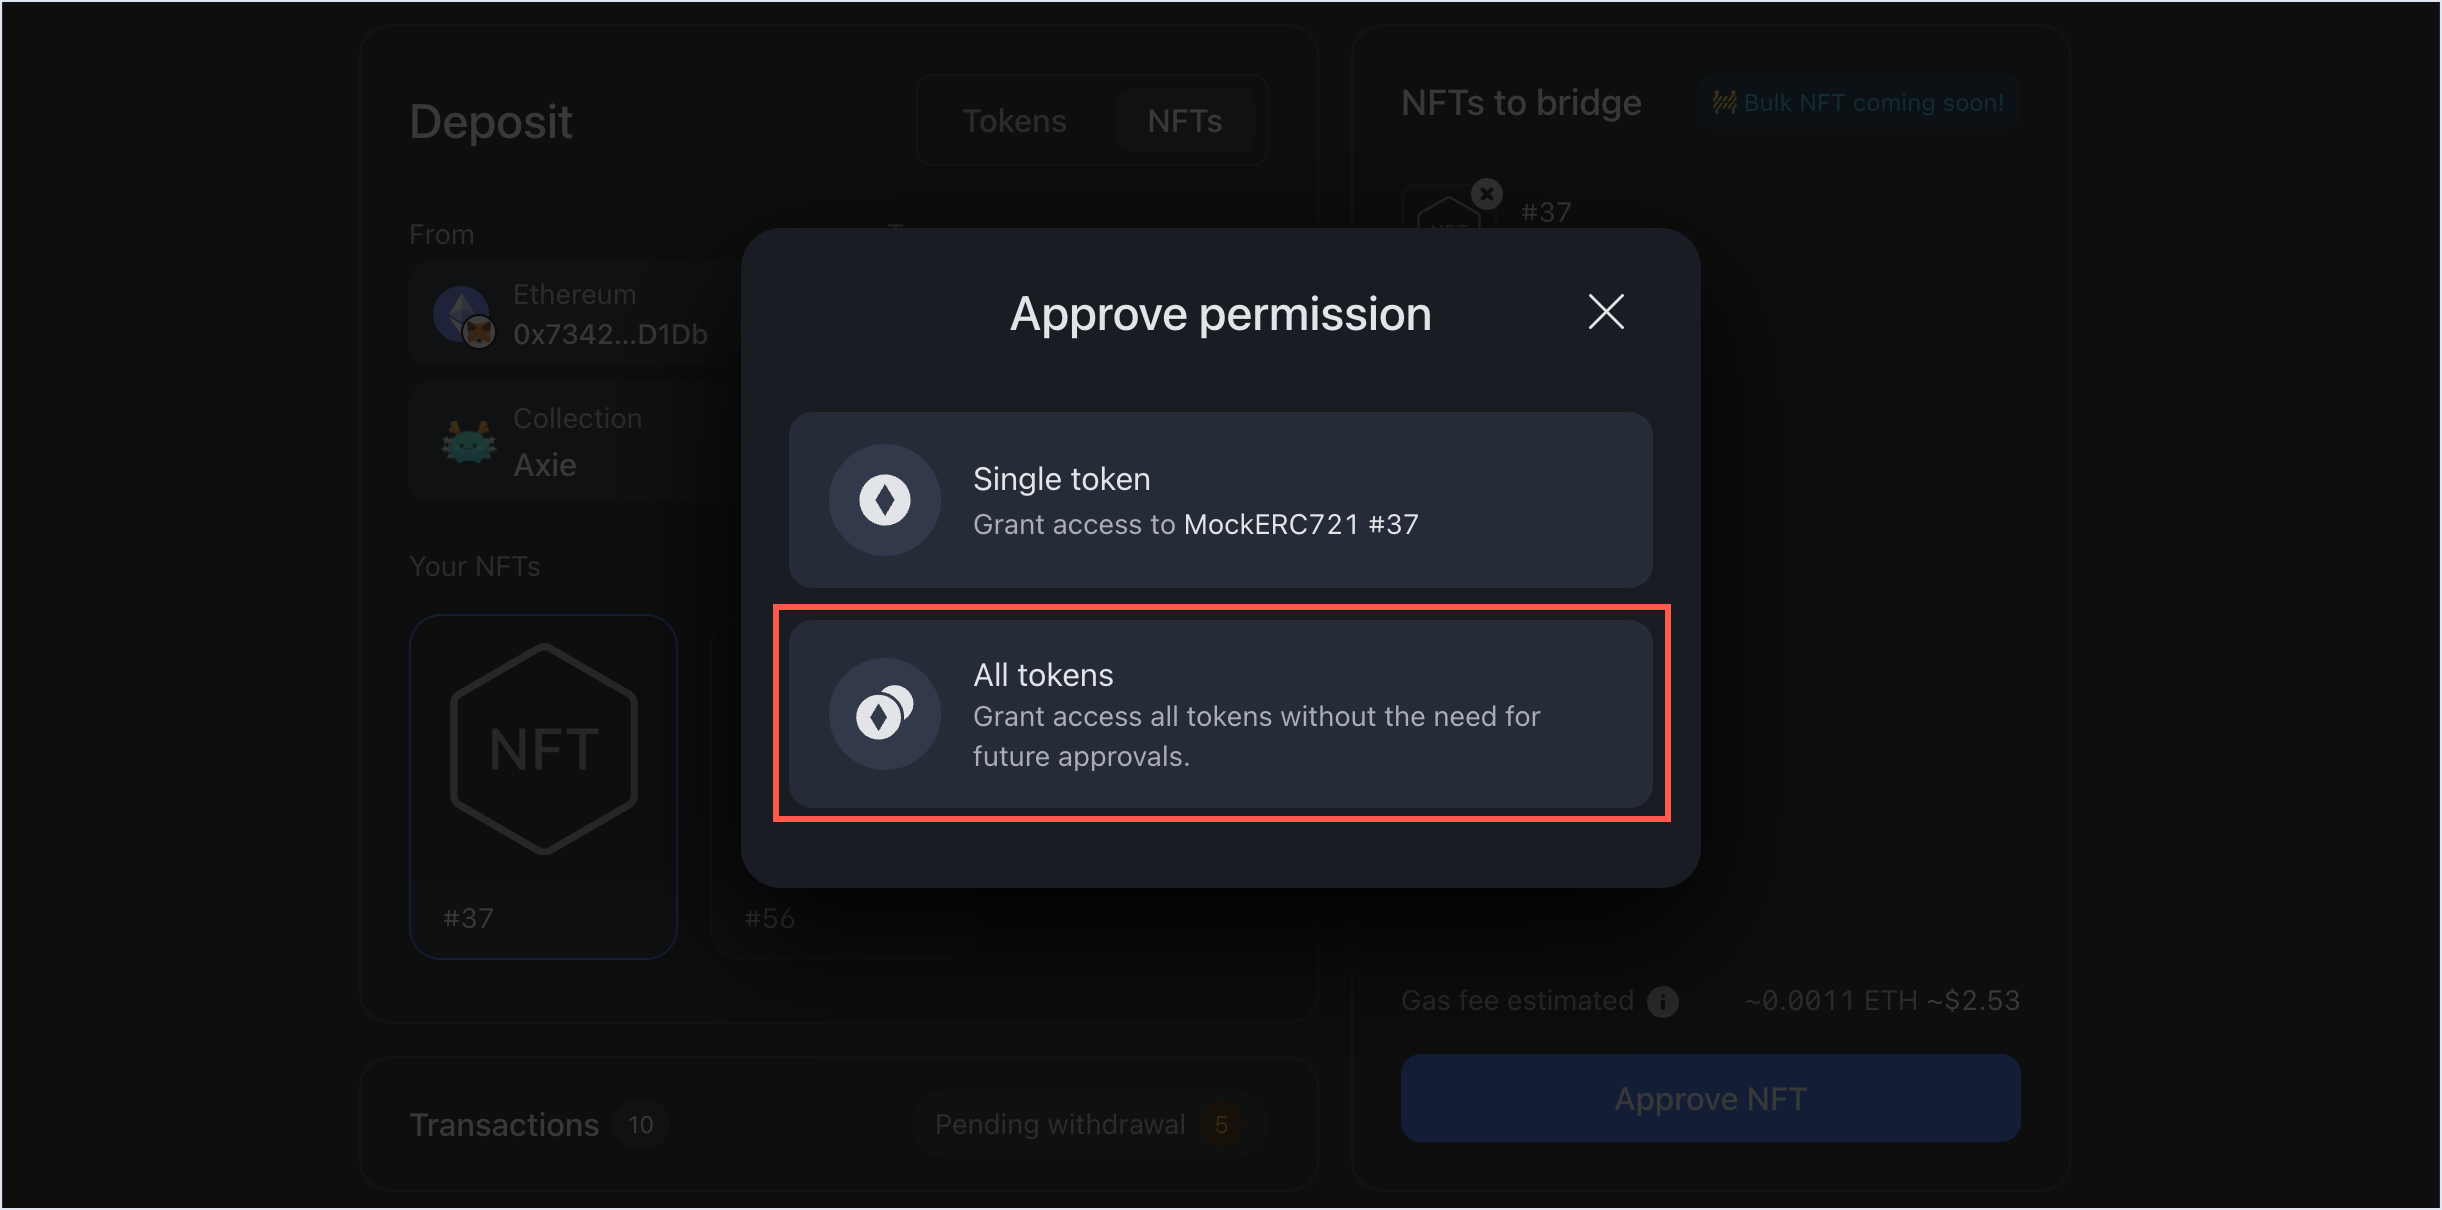 Deposit
Tokens
NFTs
From
Ethereum
0x7342...D1Db
Collection
Axie
Your NFTs
NFT
#37
#56
Transactions 10
Pending withdrawal 5
NFTs to bridge
🚧 Bulk NFT coming soon!
#37
Gas fee estimated
~0.0011 ETH ~$2.53
Approve NFT
Approve permission
Single token
Grant access to MockERC721 #37
All tokens
Grant access all tokens without the need for
future approvals.